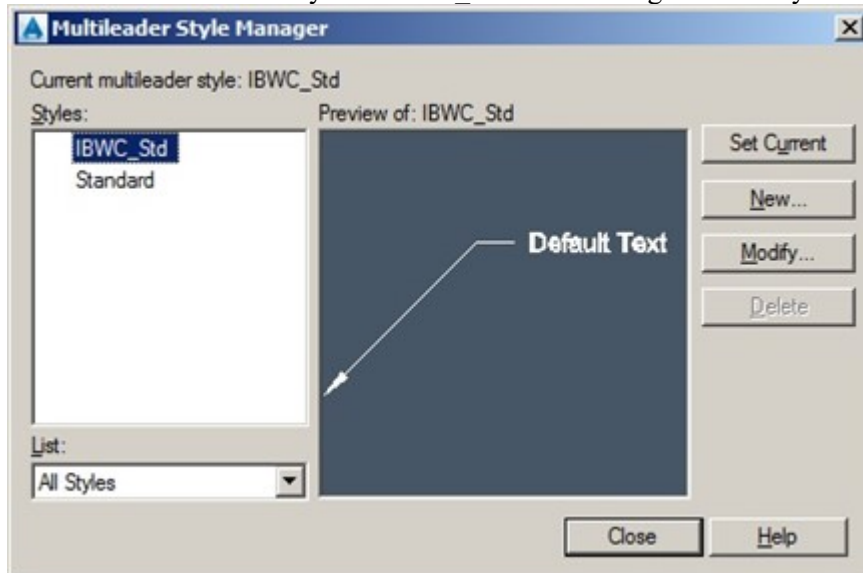 Multileader Style Manager
Current multileader style: IBWC_Std
Styles:
IBWC_Std
Standard
List:
All Styles
Preview of: IBWC_Std
Default Text
Set Current
New...
Modify...
Delete
Close
Help